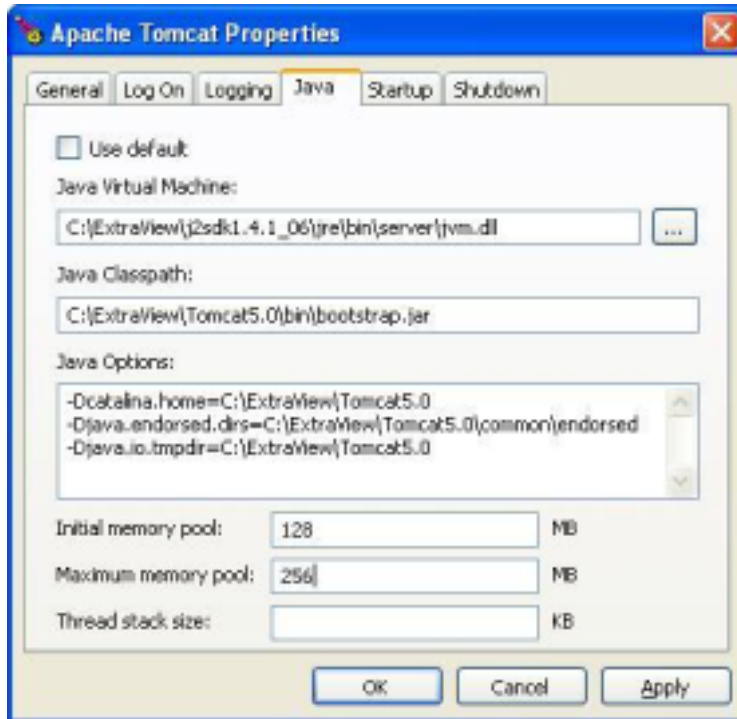 Apache Tomcat Properties
General Log On Logging Java Startup Shutdown
Use default
Java Virtual Machine:
C:\ExtraView\j2sdk1.4.1_06\jre\bin\server\jvm.dll ...
Java Classpath:
C:\ExtraView\Tomcat5.0\bin\bootstrap.jar
Java Options:
-Dcatalina.home=C:\ExtraView\Tomcat5.0
-Djava.endorsed.dirs=C:\ExtraView\Tomcat5.0\common\endorsed
-Djava.io.tmpdir=C:\ExtraView\Tomcat5.0
Initial memory pool: 128 MB
Maximum memory pool: 256 MB
Thread stack size: KB
OK Cancel Apply